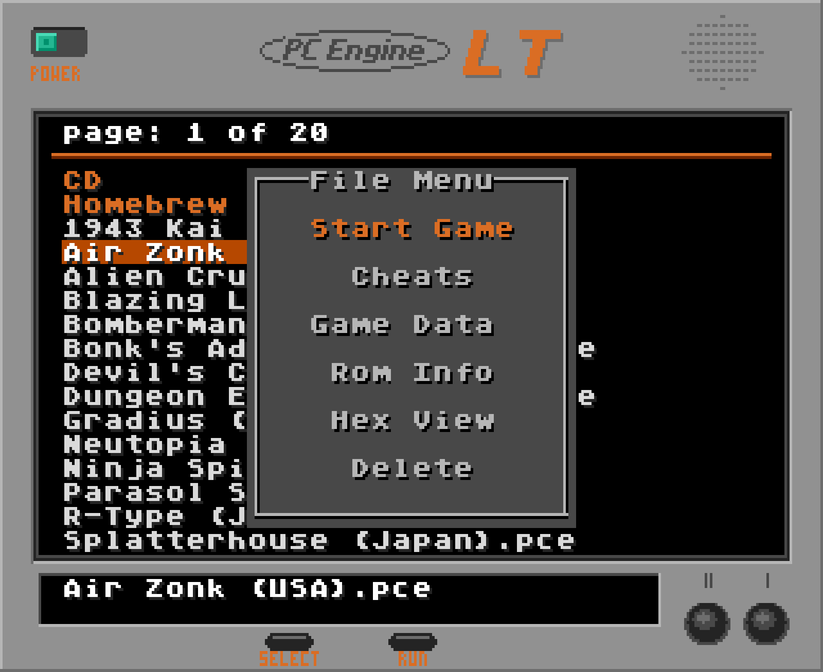 POWER
PC Engine LT
page: 1 of 20
CD
Homebrew
1943 Kai
Air Zonk
Alien Cru
Blazing L
Bomberman
Bonk's Ad e
Devil's C
Dungeon E e
Gradius (
Neutopia
Ninja Spi
Parasol S
R-Type (J
Splatterhouse (Japan).pce
File Menu
Start Game
Cheats
Game Data
Rom Info
Hex View
Delete
Air Zonk (USA).pce
II I
SELECT RUN